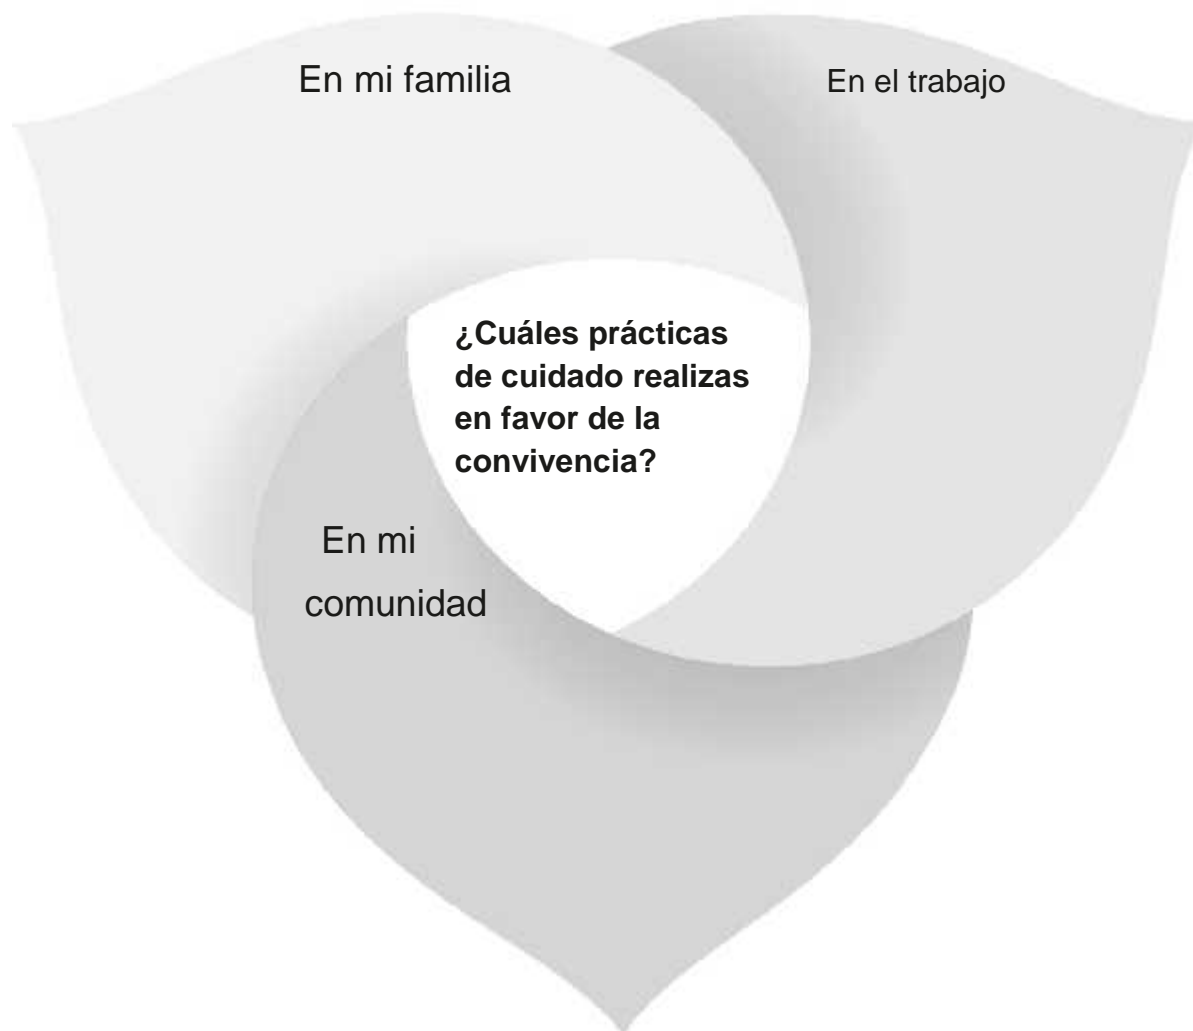 En mi familia
En el trabajo
¿Cuáles prácticas
de cuidado realizas
en favor de la
convivencia?
En mi
comunidad